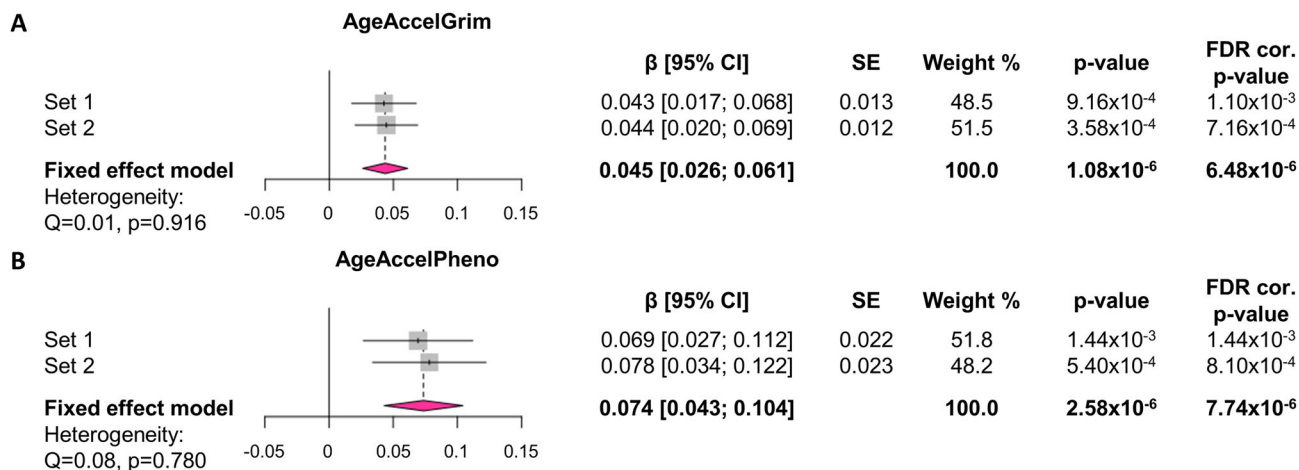 A
AgeAccelGrim
β [95% CI] SE Weight % p-value FDR cor. p-value
Set 1 0.043 [0.017; 0.068] 0.013 48.5 9.16x10⁻⁴ 1.10x10⁻³
Set 2 0.044 [0.020; 0.069] 0.012 51.5 3.58x10⁻⁴ 7.16x10⁻⁴
Fixed effect model 0.045 [0.026; 0.061] 100.0 1.08x10⁻⁶ 6.48x10⁻⁶
Heterogeneity:
Q=0.01, p=0.916
-0.05 0 0.05 0.1 0.15
B
AgeAccelPheno
β [95% CI] SE Weight % p-value FDR cor. p-value
Set 1 0.069 [0.027; 0.112] 0.022 51.8 1.44x10⁻³ 1.44x10⁻³
Set 2 0.078 [0.034; 0.122] 0.023 48.2 5.40x10⁻⁴ 8.10x10⁻⁴
Fixed effect model 0.074 [0.043; 0.104] 100.0 2.58x10⁻⁶ 7.74x10⁻⁶
Heterogeneity:
Q=0.08, p=0.780
-0.05 0 0.05 0.1 0.15